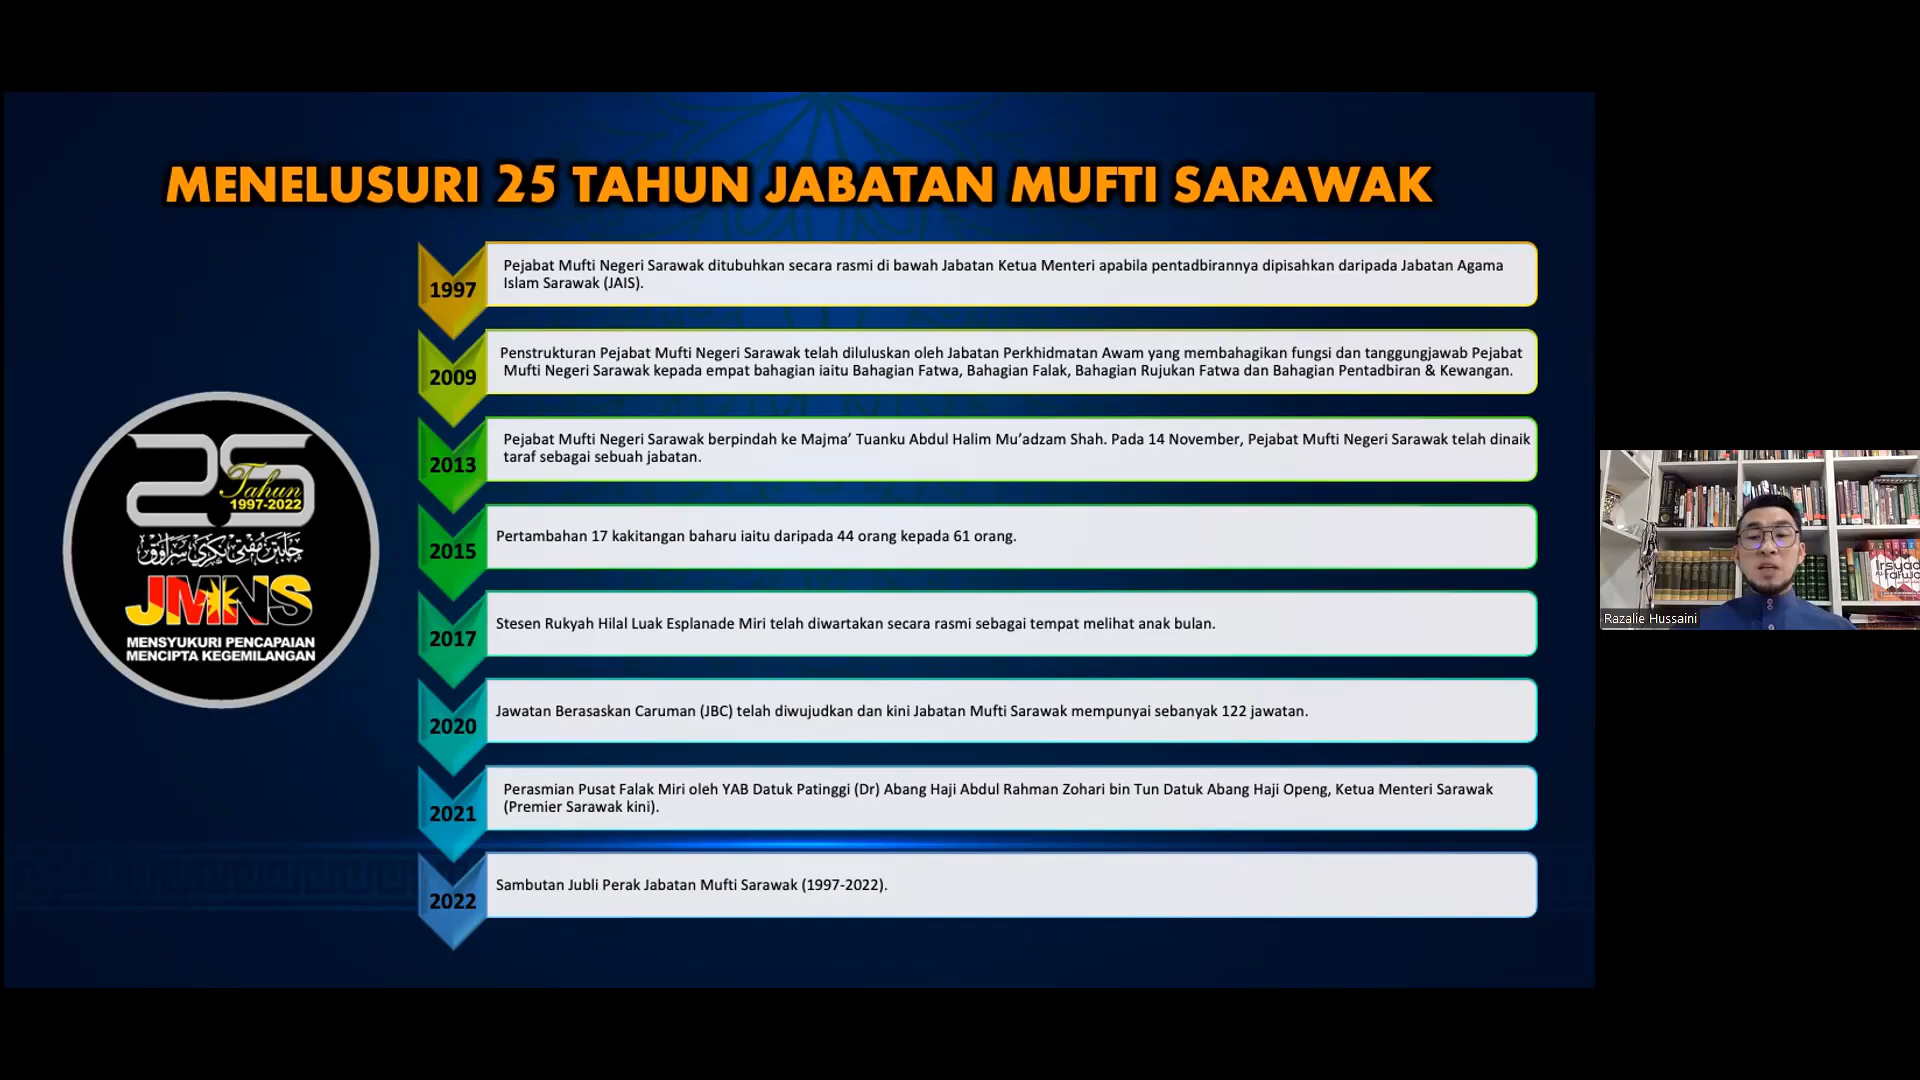 MENELUSURI 25 TAHUN JABATAN MUFTI SARAWAK
1997
Pejabat Mufti Negeri Sarawak ditubuhkan secara rasmi di bawah Jabatan Ketua Menteri apabila pentadbirannya dipisahkan daripada Jabatan Agama
Islam Sarawak (JAIS).
2009
Penstrukturan Pejabat Mufti Negeri Sarawak telah diluluskan oleh Jabatan Perkhidmatan Awam yang membahagikan fungsi dan tanggungjawab Pejabat
Mufti Negeri Sarawak kepada empat bahagian iaitu Bahagian Fatwa, Bahagian Falak, Bahagian Rujukan Fatwa dan Bahagian Pentadbiran & Kewangan.
2013
Pejabat Mufti Negeri Sarawak berpindah ke Majma’ Tuanku Abdul Halim Mu’adzam Shah. Pada 14 November, Pejabat Mufti Negeri Sarawak telah dinaik
taraf sebagai sebuah jabatan.
2015
Pertambahan 17 kakitangan baharu iaitu daripada 44 orang kepada 61 orang.
2017
Stesen Rukyah Hilal Luak Esplanade Miri telah diwartakan secara rasmi sebagai tempat melihat anak bulan.
2020
Jawatan Berasaskan Caruman (JBC) telah diwujudkan dan kini Jabatan Mufti Sarawak mempunyai sebanyak 122 jawatan.
2021
Perasmian Pusat Falak Miri oleh YAB Datuk Patinggi (Dr) Abang Haji Abdul Rahman Zohari bin Tun Datuk Abang Haji Openg, Ketua Menteri Sarawak
(Premier Sarawak kini).
2022
Sambutan Jubli Perak Jabatan Mufti Sarawak (1997-2022).
25
Tahun
1997-2022
جابتن مفتي نݢري سراوق
JMNS
MENSYUKURI PENCAPAIAN
MENCIPTA KEGEMILANGAN
Razalie Hussaini
Irsyad